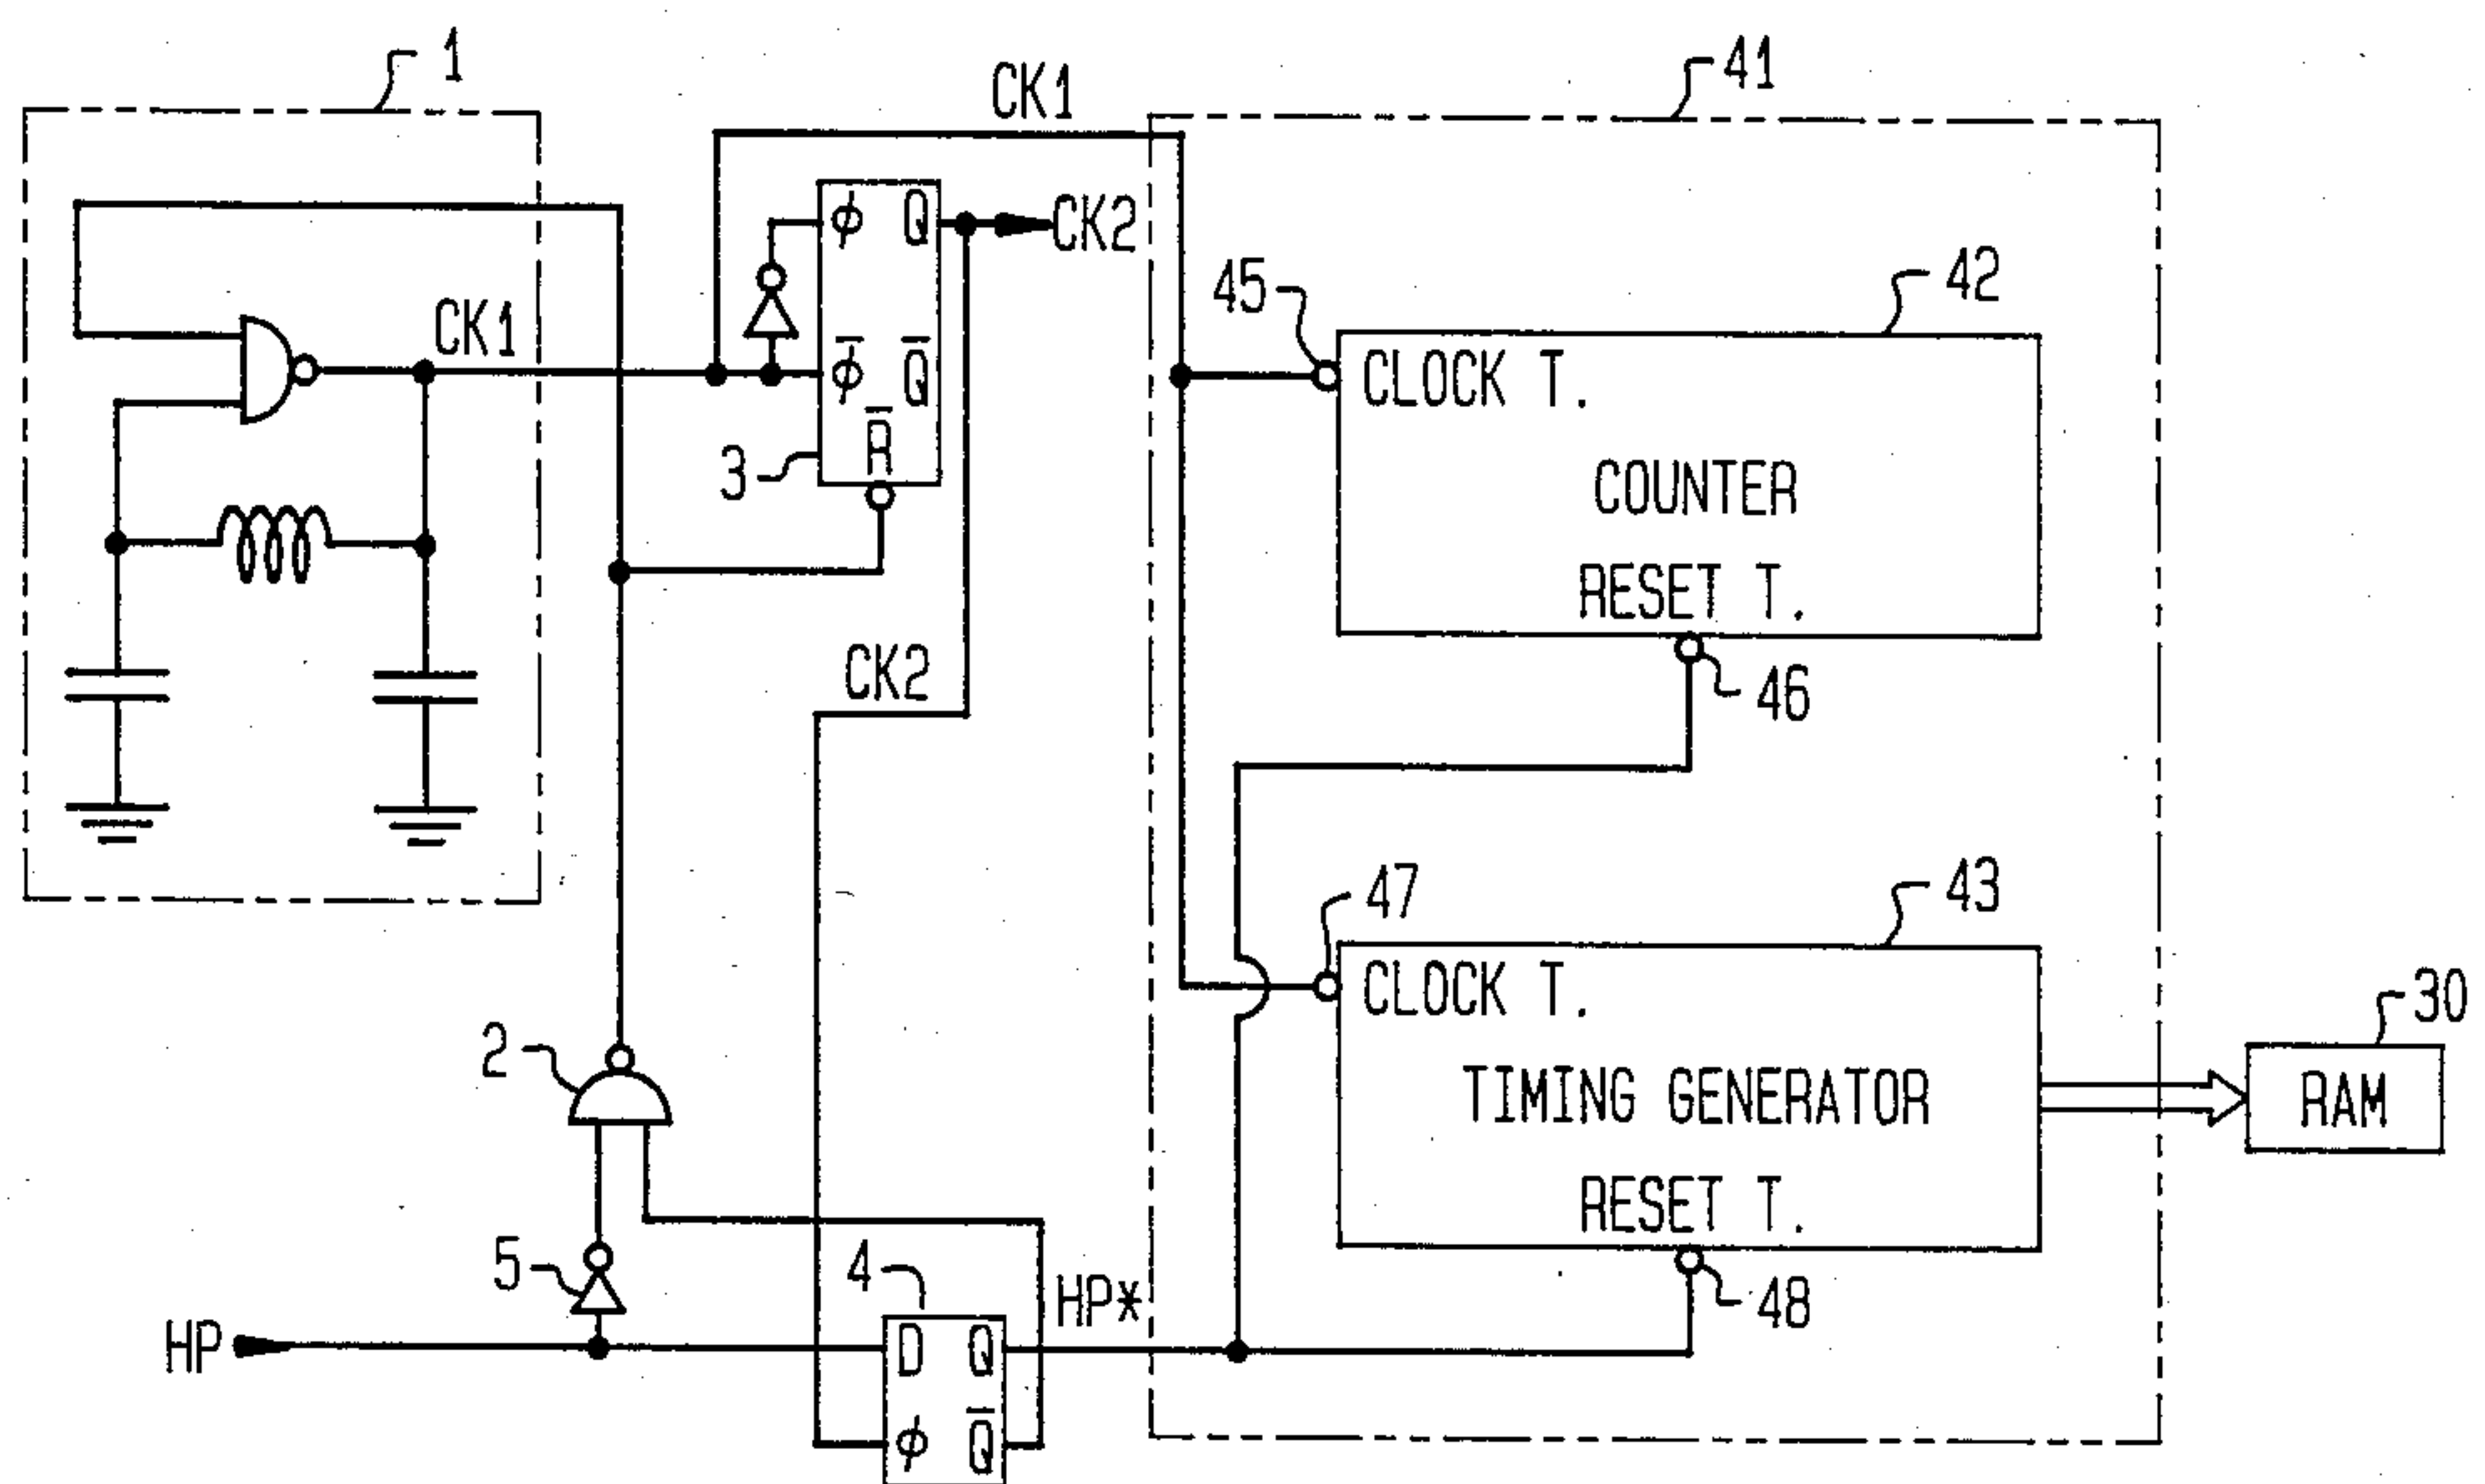 1
CK1
41
φ Q
CK2
45
42
CK1
φ̅ Q̅
CLOCK T.
R̅
3
COUNTER
RESET T.
CK2
46
47
43
CLOCK T.
30
2
TIMING GENERATOR
RAM
RESET T.
5
4
HP*
48
HP
D Q
φ Q̅